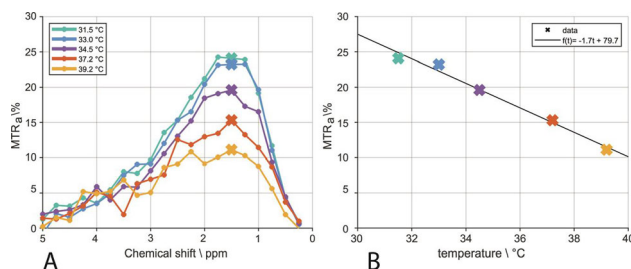 31.5 °C
33.0 °C
34.5 °C
37.2 °C
39.2 °C
MTRa\%
30
25
20
15
10
5
0
5 4 3 2 1 0
A Chemical shift \ ppm
data
f(t)= -1.7t + 79.7
MTRa\%
30
25
20
15
10
5
0
30 32 34 36 38 40
B temperature \ °C